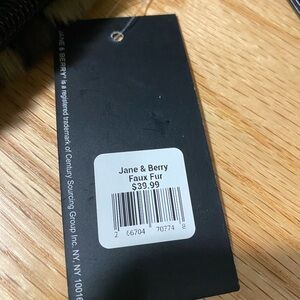 JANE & BERRY® is a registered trademark of Century Sourcing Group Inc. NY, NY 10016
Jane & Berry
Faux Fur
$39.99
2 66704 70774 8